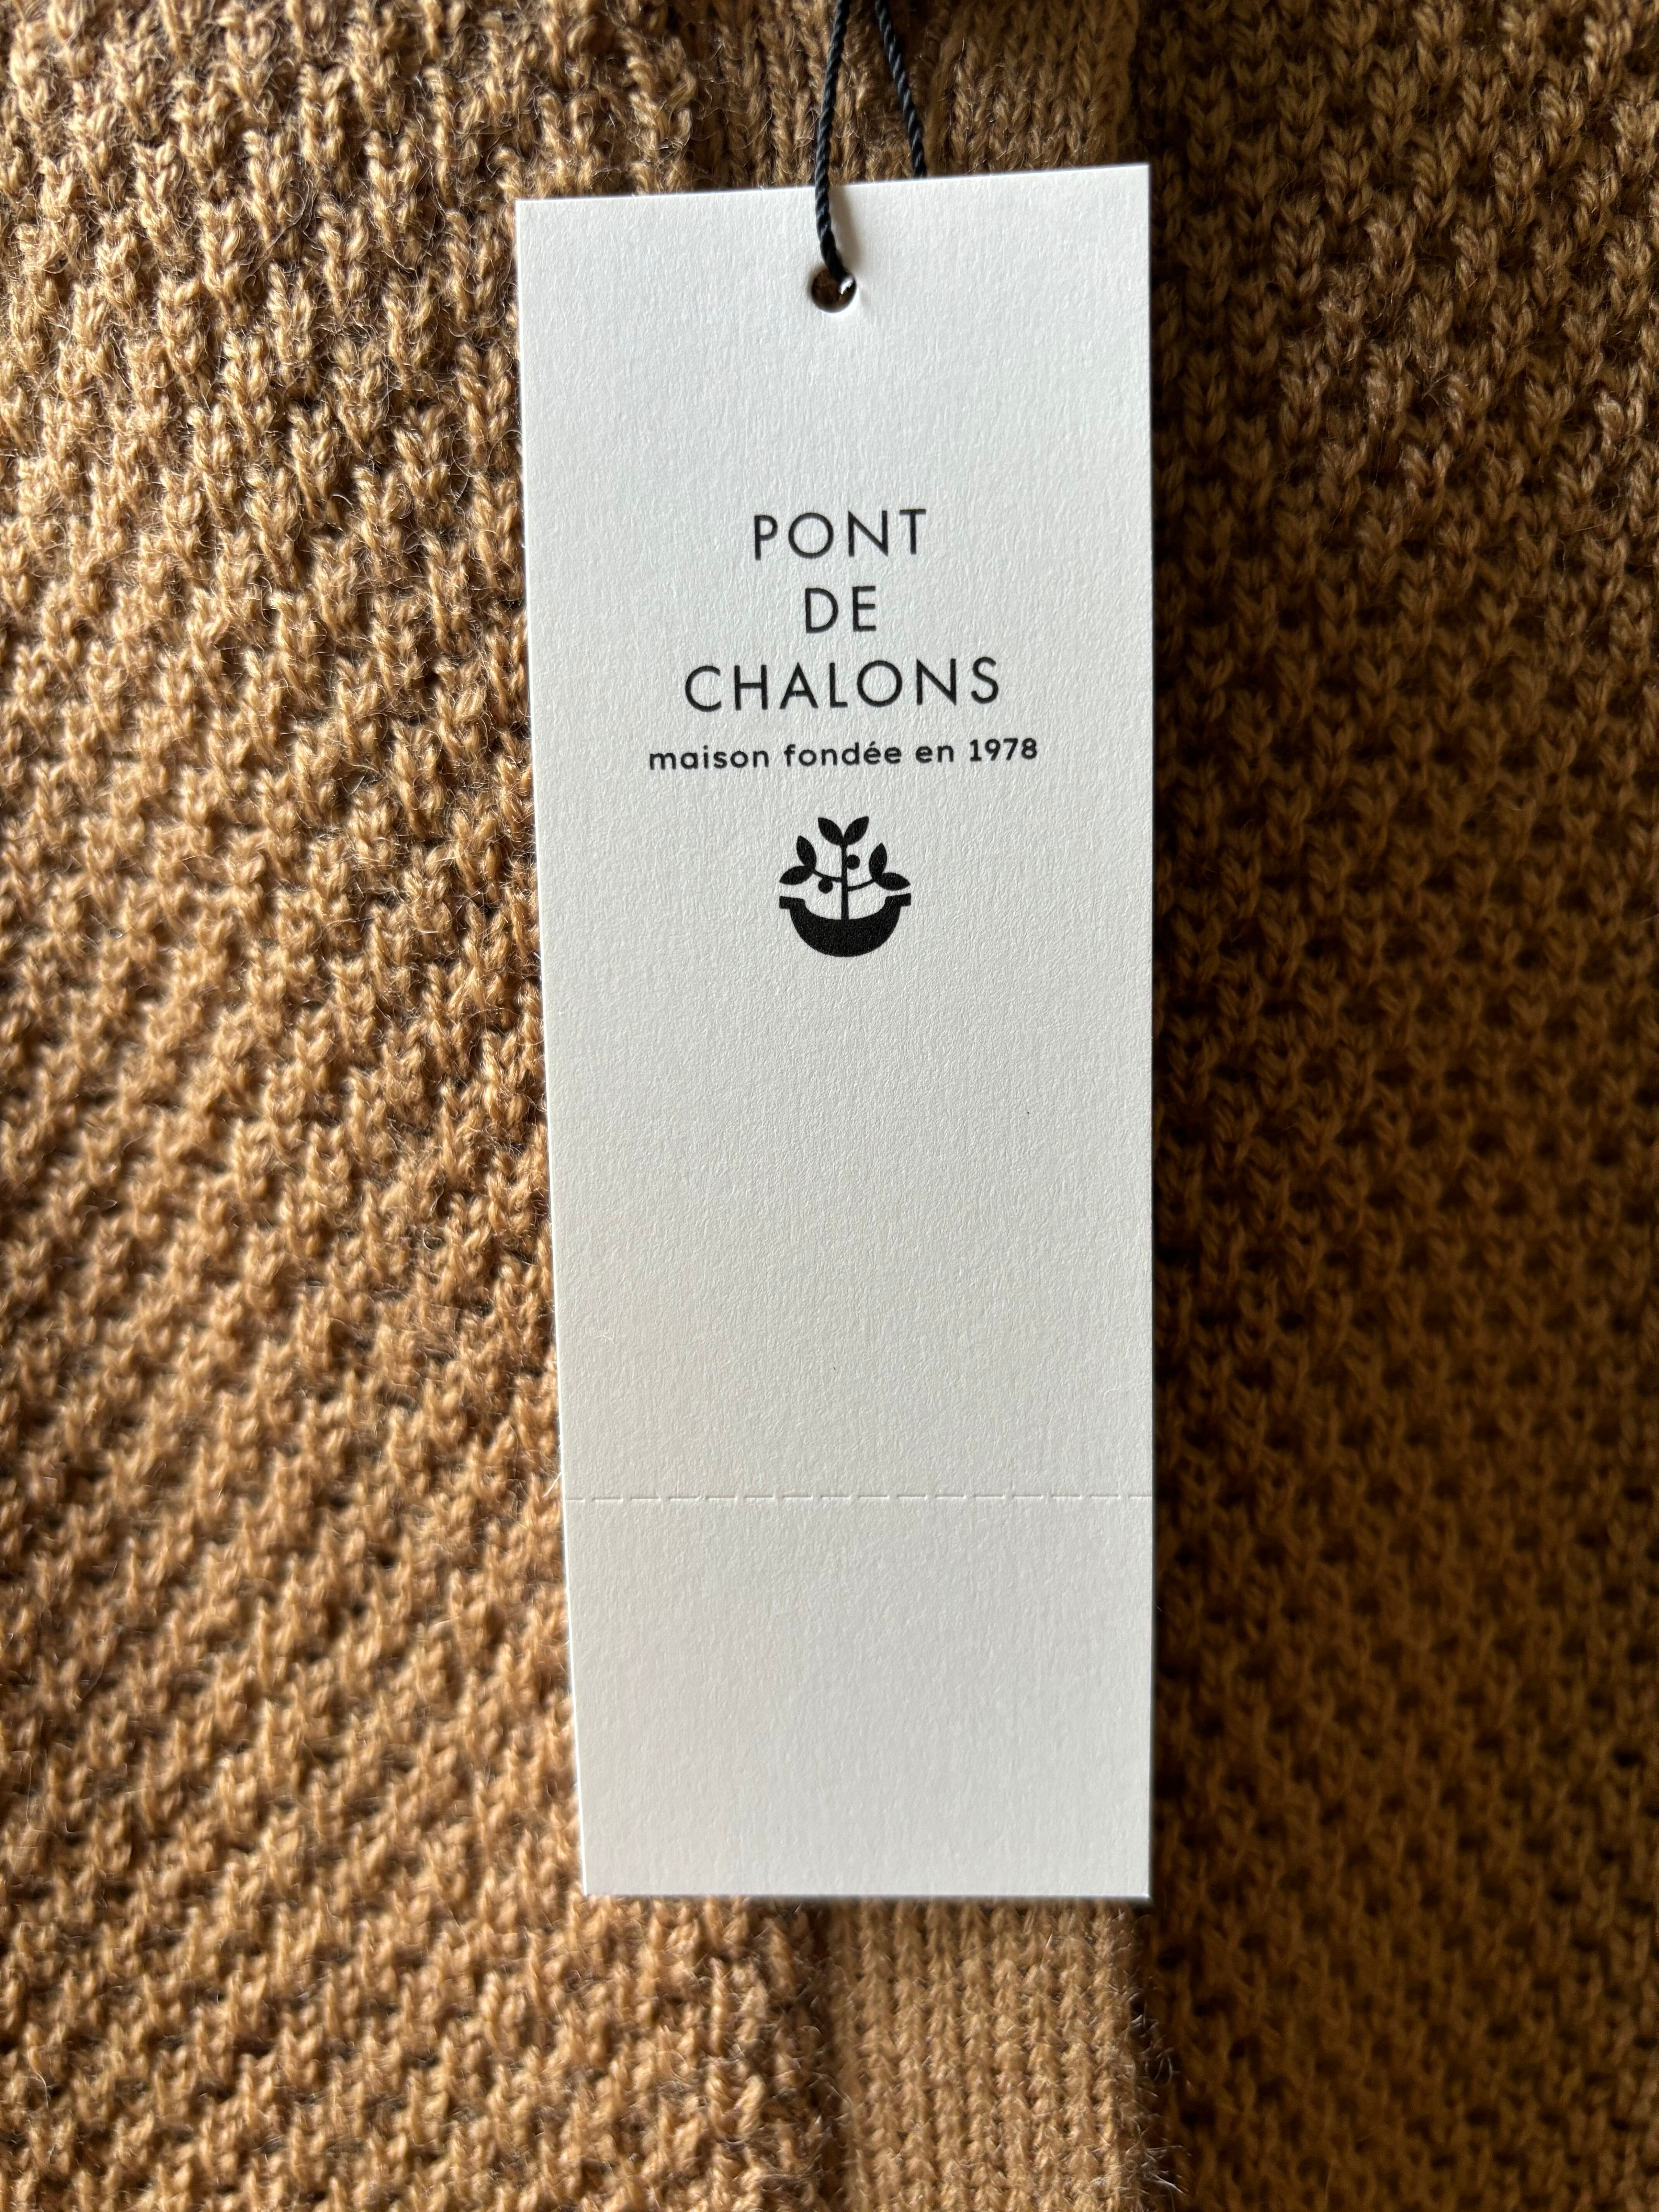 PONT
DE
CHALONS
maison fondée en 1978